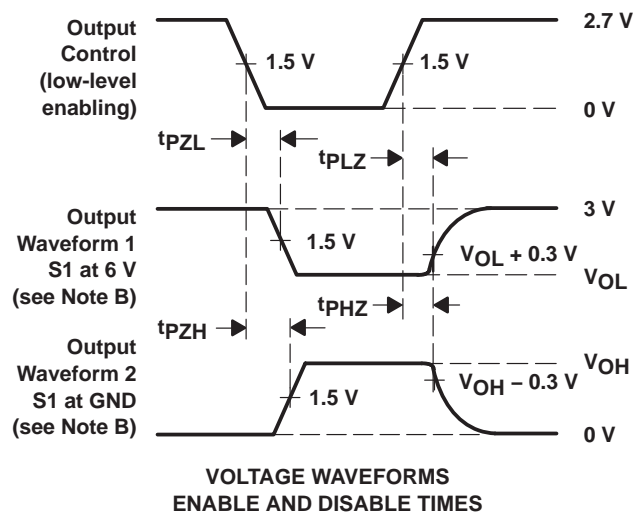 Output
Control
(low-level
enabling)
1.5 V
1.5 V
2.7 V
0 V
tPZL
tPLZ
Output
Waveform 1
S1 at 6 V
(see Note B)
1.5 V
3 V
VOL + 0.3 V
VOL
tPZH
tPHZ
Output
Waveform 2
S1 at GND
(see Note B)
1.5 V
VOH
VOH − 0.3 V
0 V
VOLTAGE WAVEFORMS
ENABLE AND DISABLE TIMES